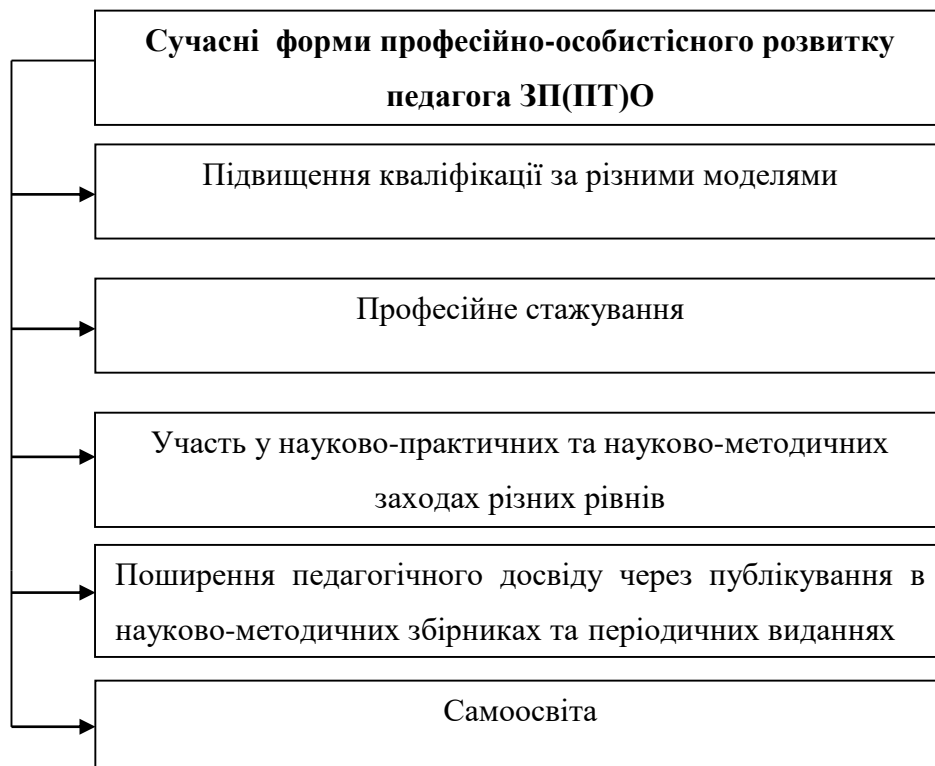 Сучасні форми професійно-особистісного розвитку
педагога ЗП(ПТ)О
Підвищення кваліфікації за різними моделями
Професійне стажування
Участь у науково-практичних та науково-методичних
заходах різних рівнів
Поширення педагогічного досвіду через публікування в
науково-методичних збірниках та періодичних виданнях
Самоосвіта